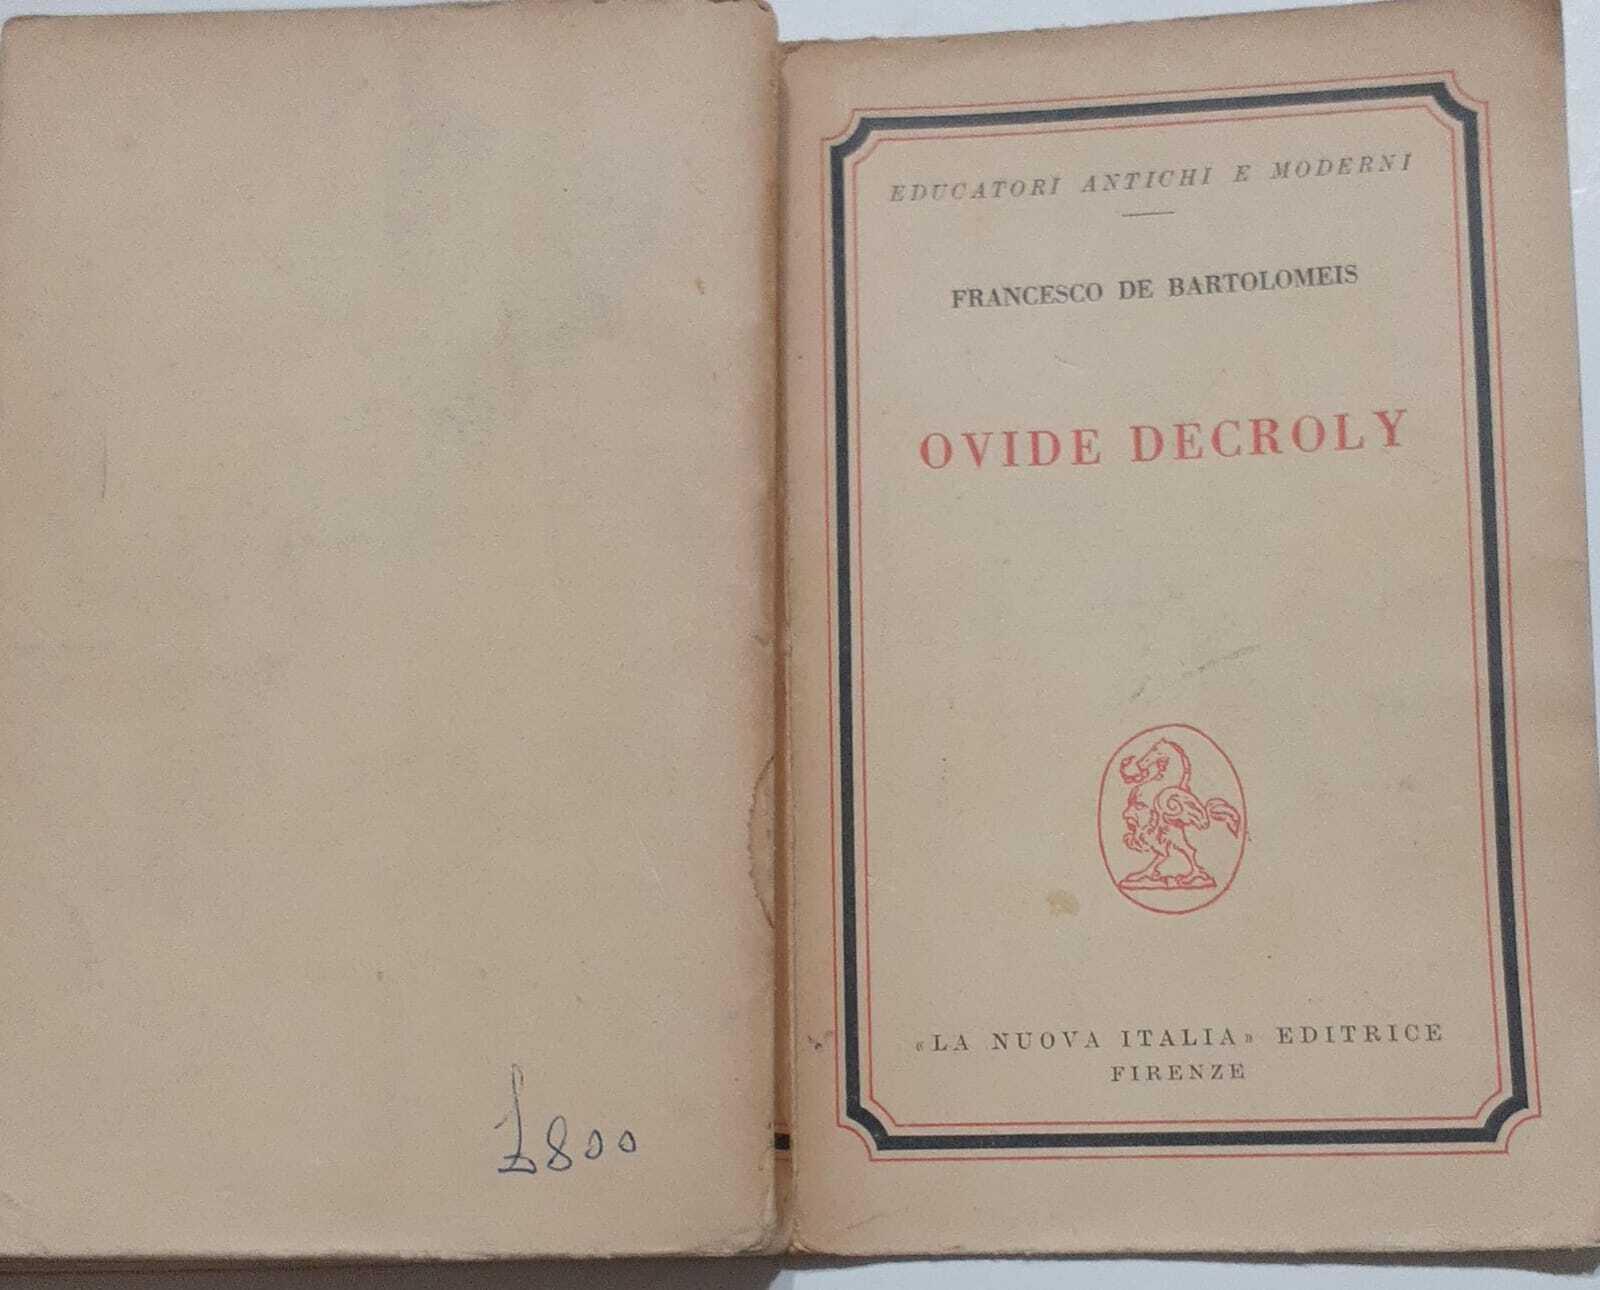 EDUCATORI ANTICHI E MODERNI
FRANCESCO DE BARTOLOMEIS
OVIDE DECROLY
«LA NUOVA ITALIA» EDITRICE
FIRENZE
£800